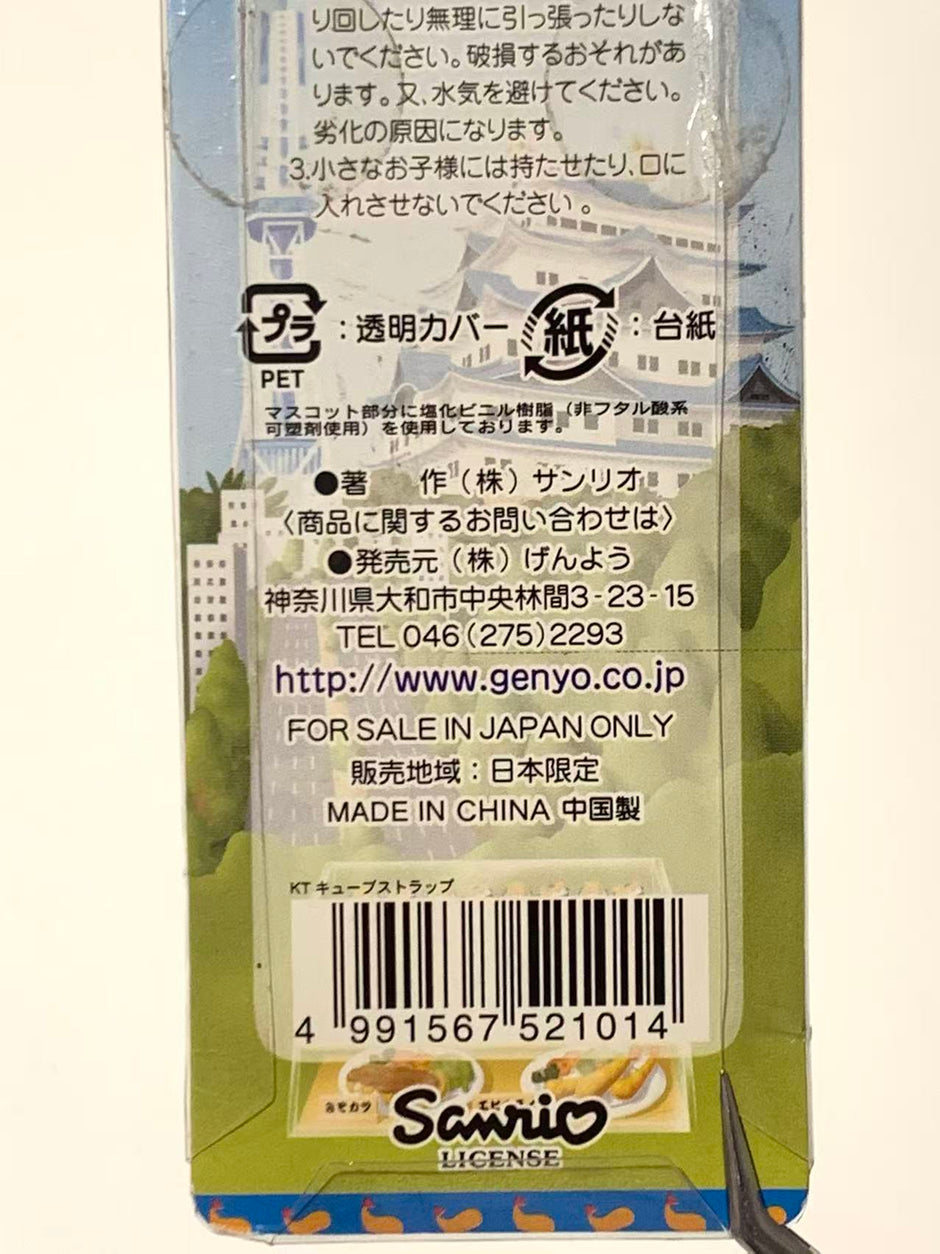 り回したり無理に引っ張ったりしな
いでください。破損するおそれがあ
ります。又、水気を避けてください。
劣化の原因になります。
3.小さなお子様には持たせたり、口に
入れさせないでください。
プラ :透明カバー 紙 :台紙
PET
マスコット部分に塩化ビニル樹脂(非フタル酸系
可塑剤使用)を使用しております。
●著 作(株)サンリオ
〈商品に関するお問い合わせは〉
●発売元(株)げんよう
神奈川県大和市中央林間3-23-15
TEL 046(275)2293
http://www.genyo.co.jp
FOR SALE IN JAPAN ONLY
販売地域:日本限定
MADE IN CHINA 中国製
KT キューブストラップ
4 991567 521014
Sanrio
LICENSE